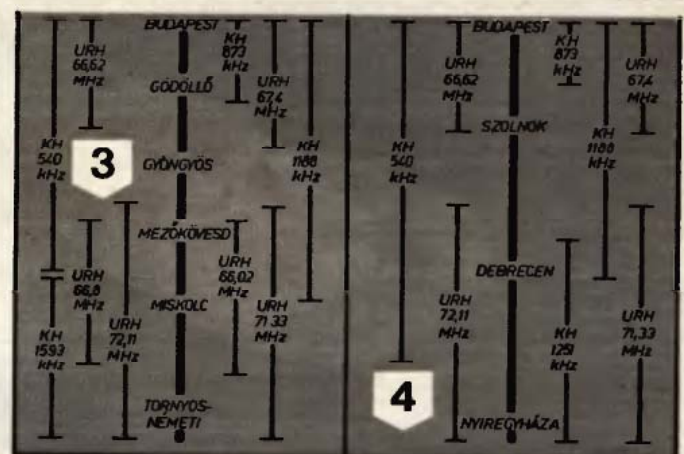 BUDAPEST
GÖDÖLLŐ
GYÖNGYÖS
MEZŐKÖVESD
MISKOLC
TORNYOS-
NÉMETI
KH
540
kHz
URH
66,62
MHz
3
KH
873
kHz
URH
67,4
MHz
KH
1188
kHz
URH
66,8
MHz
URH
72,11
MHz
KH
1593
kHz
URH
66,02
MHz
URH
71.33
MHz
BUDAPEST
SZOLNOK
DEBRECEN
NYIREGYHÁZA
KH
540
kHz
URH
66,62
MHz
KH
873
kHz
URH
67,4
MHz
KH
1188
kHz
URH
72,11
MHz
KH
1251
kHz
URH
71,33
MHz
4